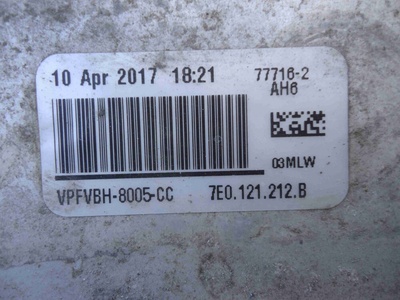 10 Apr 2017 18:21
77716-2
AH6
03MLW
VPFVBH-8005-CC 7E0.121.212.B